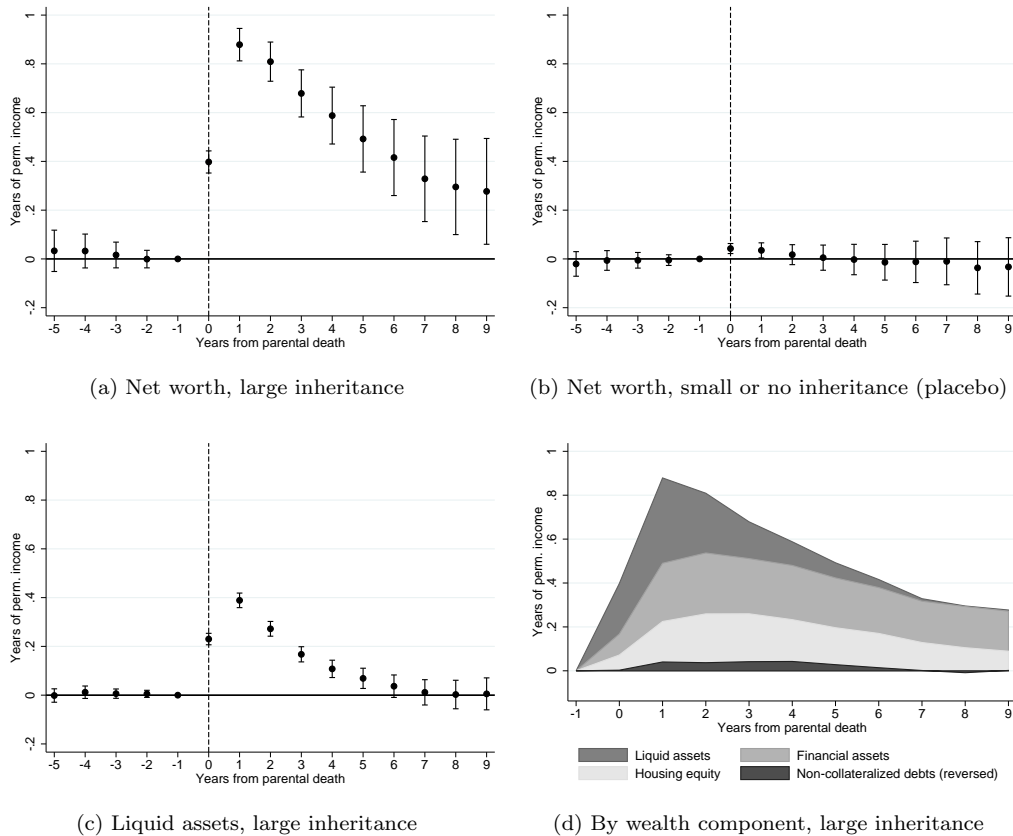 Years of perm. income
-.2 0 .2 .4 .6 .8 1
-5 -4 -3 -2 -1 0 1 2 3 4 5 6 7 8 9
Years from parental death
(a) Net worth, large inheritance
Years of perm. income
-.2 0 .2 .4 .6 .8 1
-5 -4 -3 -2 -1 0 1 2 3 4 5 6 7 8 9
Years from parental death
(b) Net worth, small or no inheritance (placebo)
Years of perm. income
-.2 0 .2 .4 .6 .8 1
-5 -4 -3 -2 -1 0 1 2 3 4 5 6 7 8 9
Years from parental death
(c) Liquid assets, large inheritance
Years of perm. income
0 .2 .4 .6 .8 1
-1 0 1 2 3 4 5 6 7 8 9
Years from parental death
Liquid assets Financial assets
Housing equity Non-collateralized debts (reversed)
(d) By wealth component, large inheritance